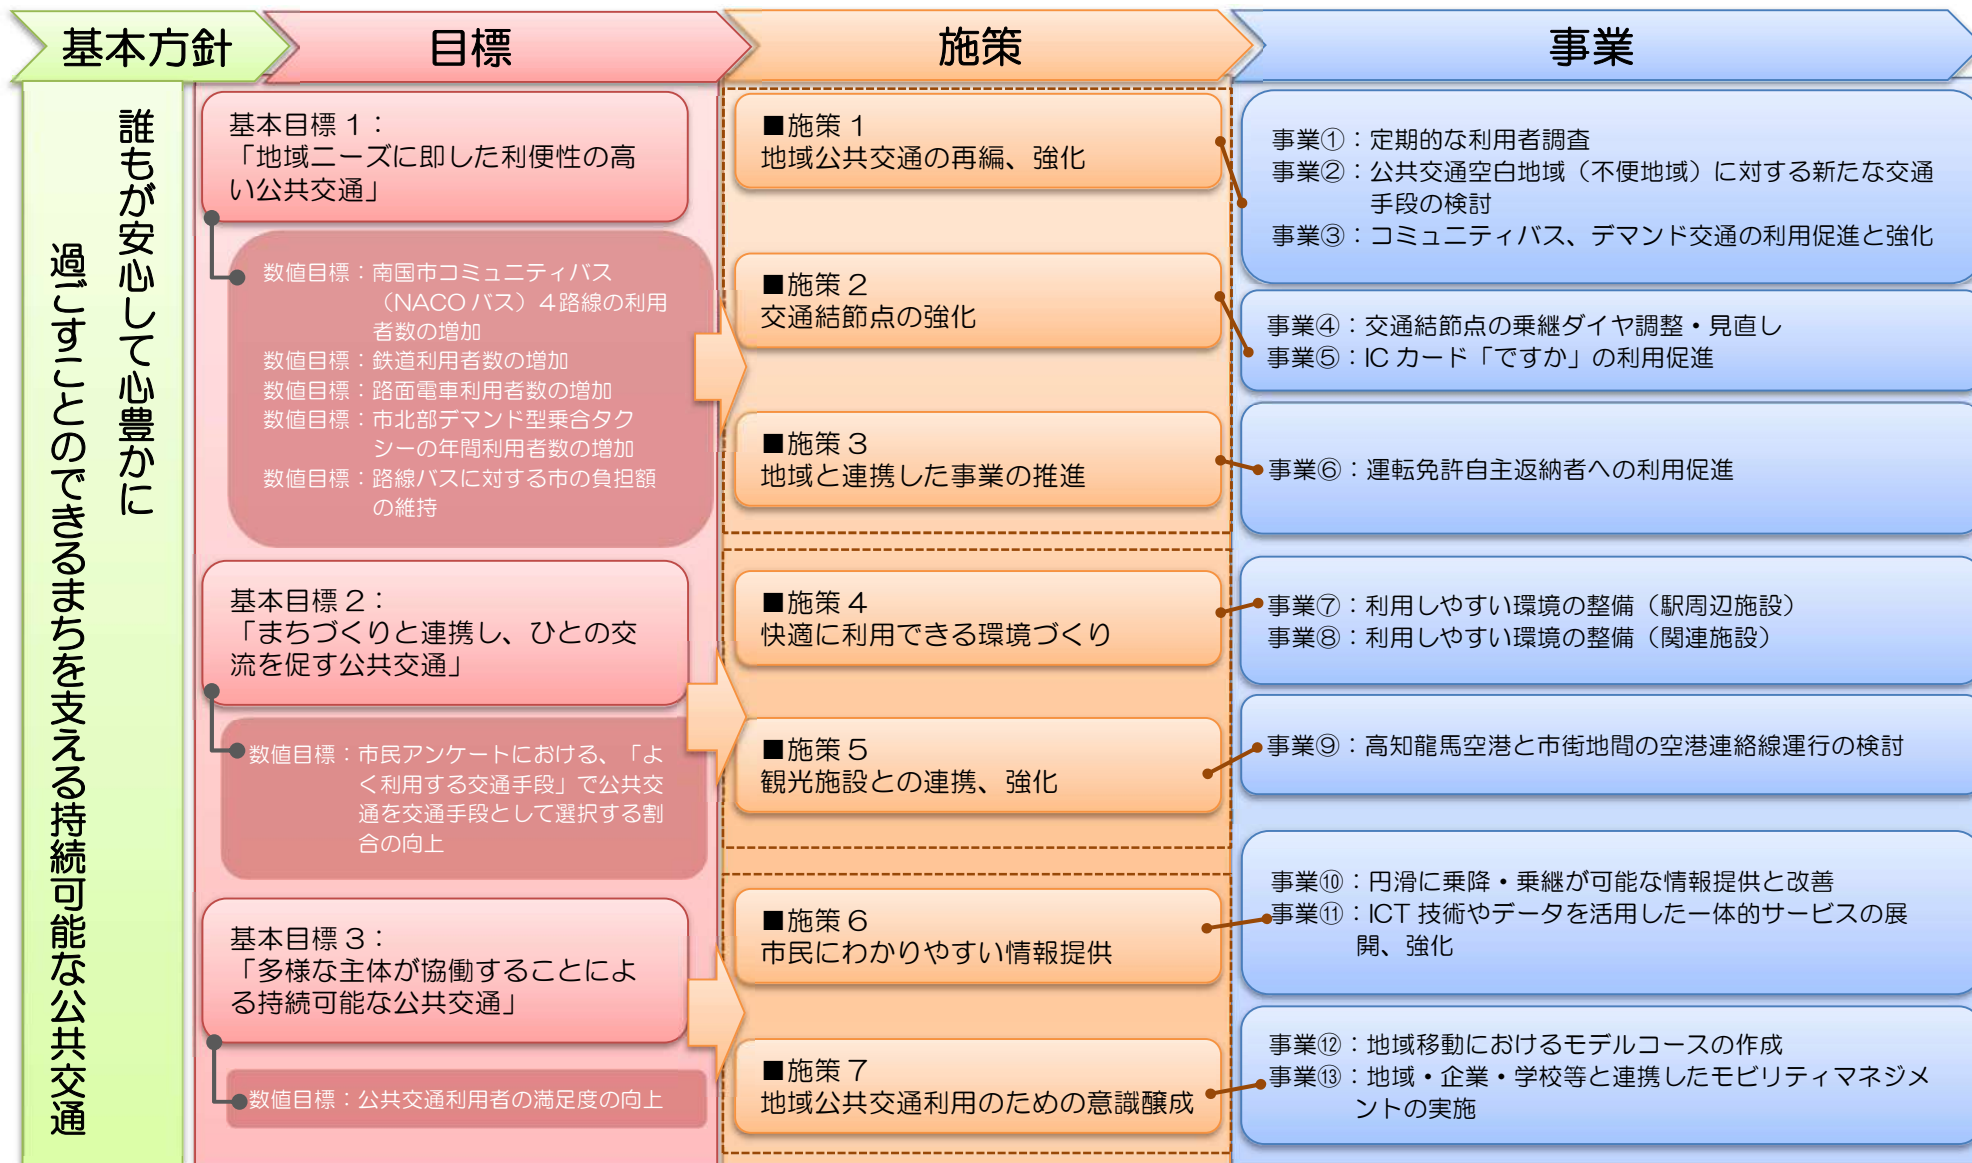 基本方針
目標
施策
事業
誰もが安心して心豊かに
過ごすことのできるまちを支える持続可能な公共交通
基本目標1：
「地域ニーズに即した利便性の高
い公共交通」
数値目標：南国市コミュニティバス
（NACOバス）4路線の利用
者数の増加
数値目標：鉄道利用者数の増加
数値目標：路面電車利用者数の増加
数値目標：市北部デマンド型乗合タク
シーの年間利用者数の増加
数値目標：路線バスに対する市の負担額
の維持
基本目標2：
「まちづくりと連携し、ひとの交
流を促す公共交通」
数値目標：市民アンケートにおける、「よ
く利用する交通手段」で公共交
通を交通手段として選択する割
合の向上
基本目標3：
「多様な主体が協働することによ
る持続可能な公共交通」
数値目標：公共交通利用者の満足度の向上
■施策1
地域公共交通の再編、強化
■施策2
交通結節点の強化
■施策3
地域と連携した事業の推進
■施策4
快適に利用できる環境づくり
■施策5
観光施設との連携、強化
■施策6
市民にわかりやすい情報提供
■施策7
地域公共交通利用のための意識醸成
事業①：定期的な利用者調査
事業②：公共交通空白地域（不便地域）に対する新たな交通
手段の検討
事業③：コミュニティバス、デマンド交通の利用促進と強化
事業④：交通結節点の乗継ダイヤ調整・見直し
事業⑤：ICカード「ですか」の利用促進
事業⑥：運転免許自主返納者への利用促進
事業⑦：利用しやすい環境の整備（駅周辺施設）
事業⑧：利用しやすい環境の整備（関連施設）
事業⑨：高知龍馬空港と市街地間の空港連絡線運行の検討
事業⑩：円滑に乗降・乗継が可能な情報提供と改善
事業⑪：ICT技術やデータを活用した一体的サービスの展
開、強化
事業⑫：地域移動におけるモデルコースの作成
事業⑬：地域・企業・学校等と連携したモビリティマネジメ
ントの実施